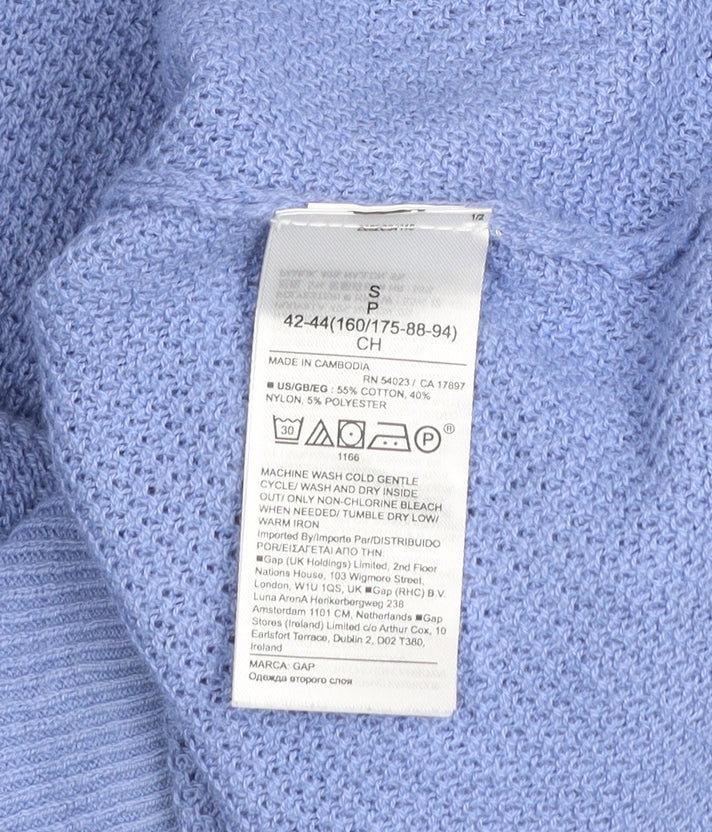 1/2
S
P
42-44(160/175-88-94)
CH
MADE IN CAMBODIA
RN 54023 / CA 17897
■ US/GB/EG : 55% COTTON, 40%
NYLON, 5% POLYESTER
30 P ®
1166
MACHINE WASH COLD GENTLE
CYCLE/ WASH AND DRY INSIDE
OUT/ ONLY NON-CHLORINE BLEACH
WHEN NEEDED/ TUMBLE DRY LOW/
WARM IRON
Imported By/Importe Par/DISTRIBUIDO
POR/ΕΙΣΑΓΕΤΑΙ ΑΠΟ ΤΗΝ
■Gap (UK Holdings) Limited, 2nd Floor
Nations House, 103 Wigmore Street,
London, W1U 1QS, UK ■Gap (RHC) B.V.
Luna ArenA Herikerbergweg 238
Amsterdam 1101 CM, Netherlands ■Gap
Stores (Ireland) Limited c/o Arthur Cox, 10
Earlsfort Terrace, Dublin 2, D02 T380,
Ireland
MARCA: GAP
Одежда второго слоя